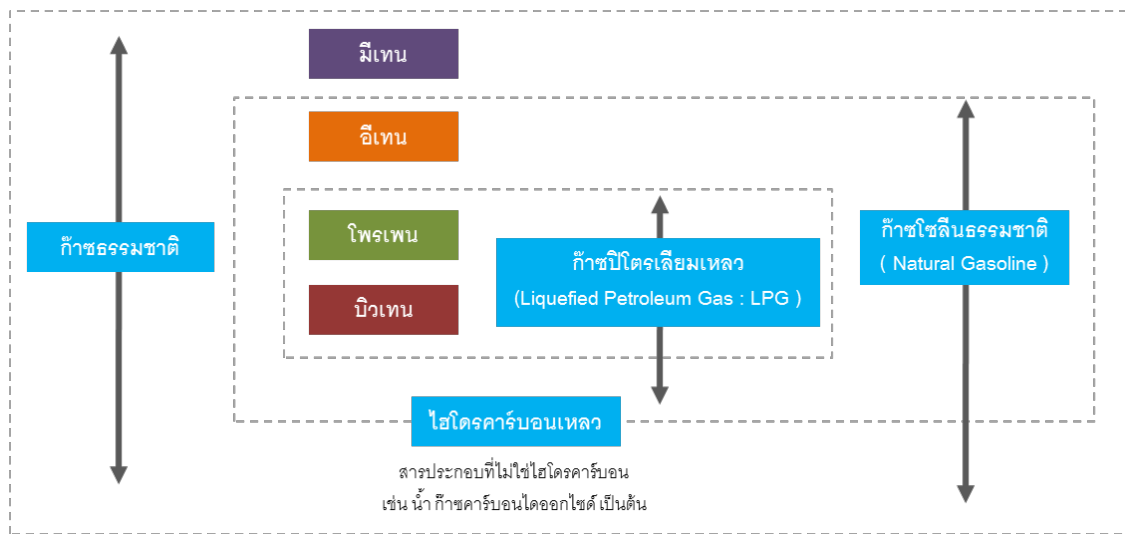 มีเทน
อีเทน
โพรเพน
บิวเทน
ก๊าซธรรมชาติ
ก๊าซปิโตรเลียมเหลว
(Liquefied Petroleum Gas : LPG )
ก๊าซโซลีนธรรมชาติ
( Natural Gasoline )
ไฮโดรคาร์บอนเหลว
สารประกอบที่ไม่ใช่ไฮโดรคาร์บอน
เช่น น้ำ ก๊าซคาร์บอนไดออกไซด์ เป็นต้น